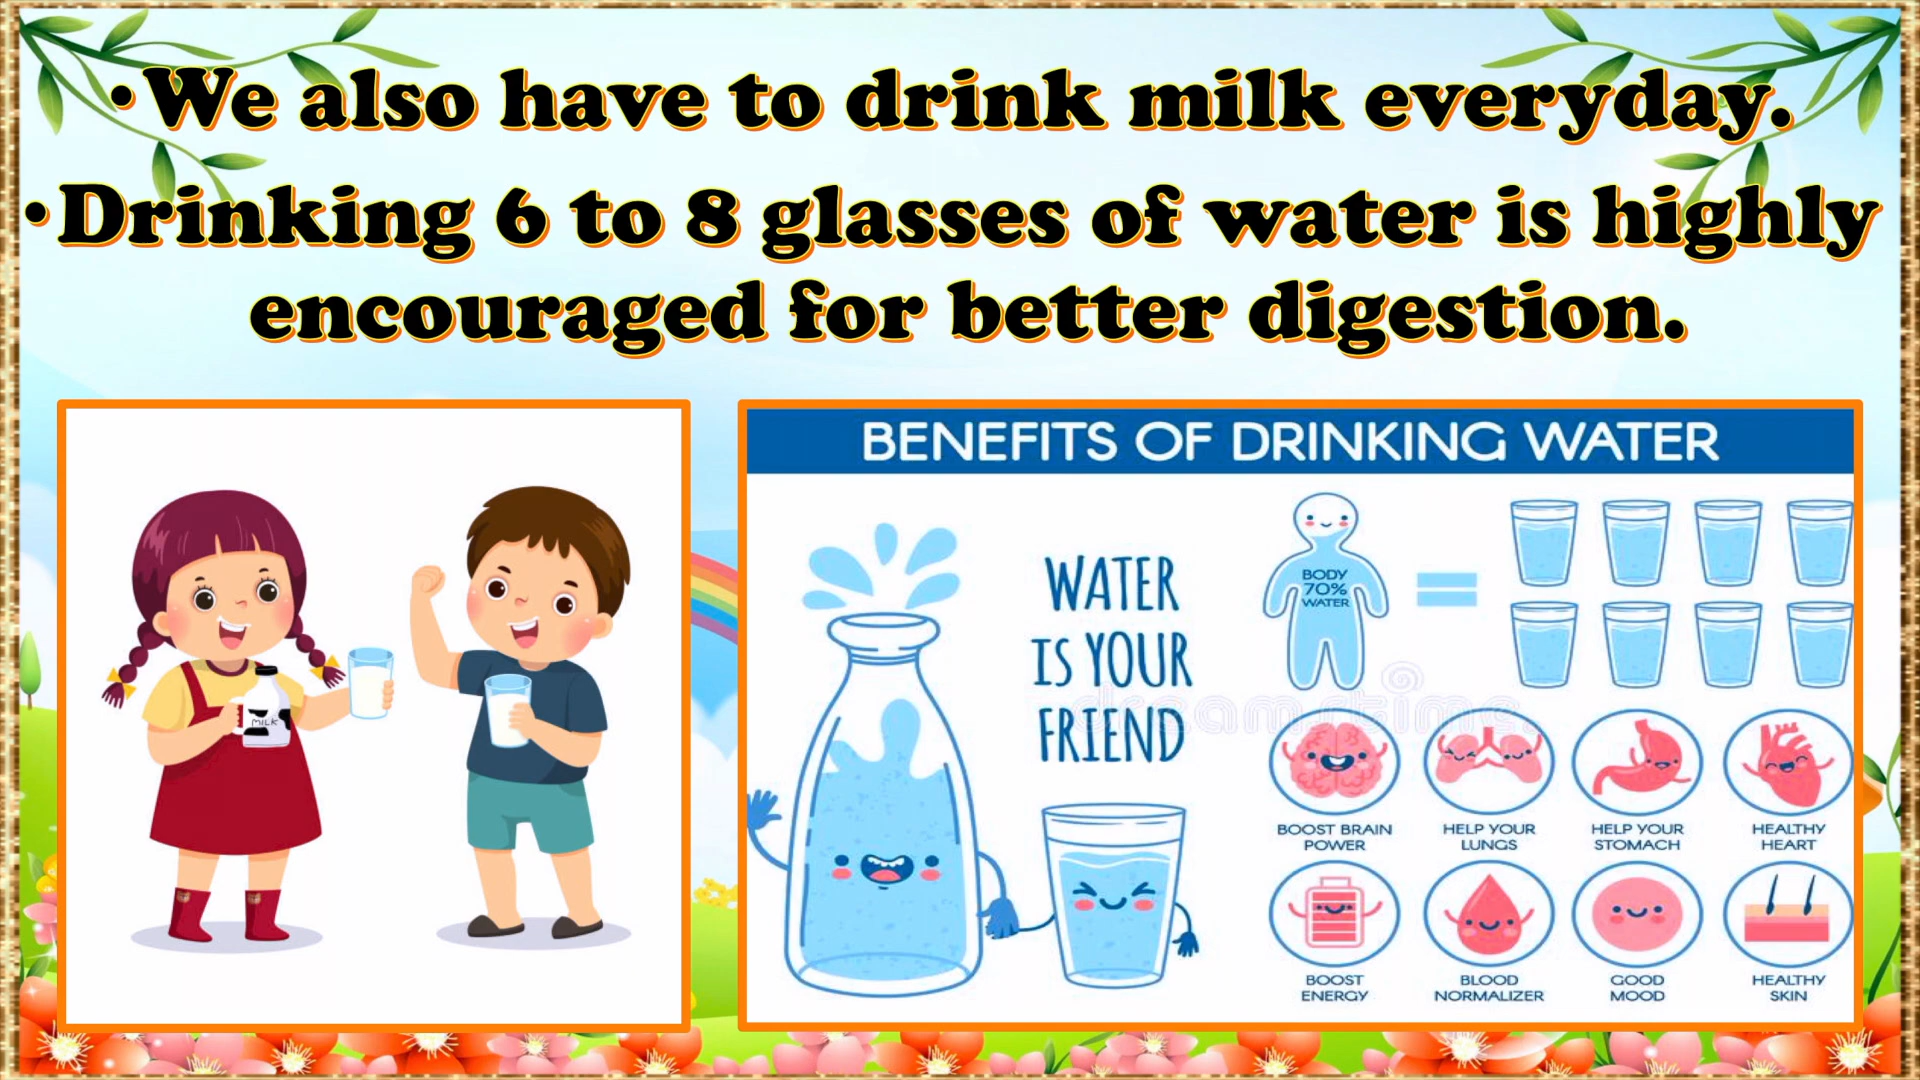 •We also have to drink milk everyday.
•Drinking 6 to 8 glasses of water is highly
encouraged for better digestion.
MILK
BENEFITS OF DRINKING WATER
WATER
IS YOUR
FRIEND
BODY
70%
WATER
dreamstime
BOOST BRAIN
POWER
HELP YOUR
LUNGS
HELP YOUR
STOMACH
HEALTHY
HEART
BOOST
ENERGY
BLOOD
NORMALIZER
GOOD
MOOD
HEALTHY
SKIN